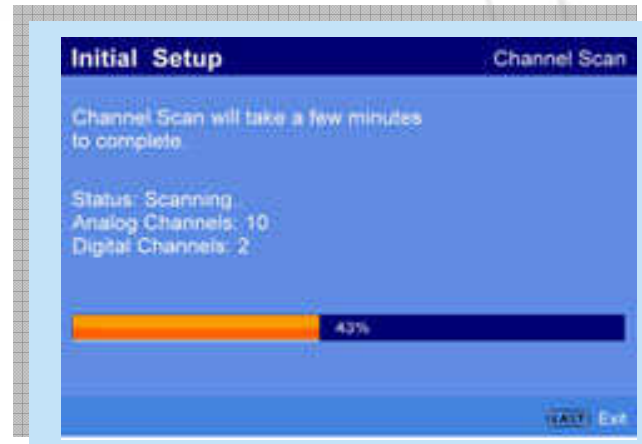 Initial Setup
Channel Scan
Channel Scan will take a few minutes
to complete.
Status: Scanning
Analog Channels: 10
Digital Channels: 2
43%
LAST Exit